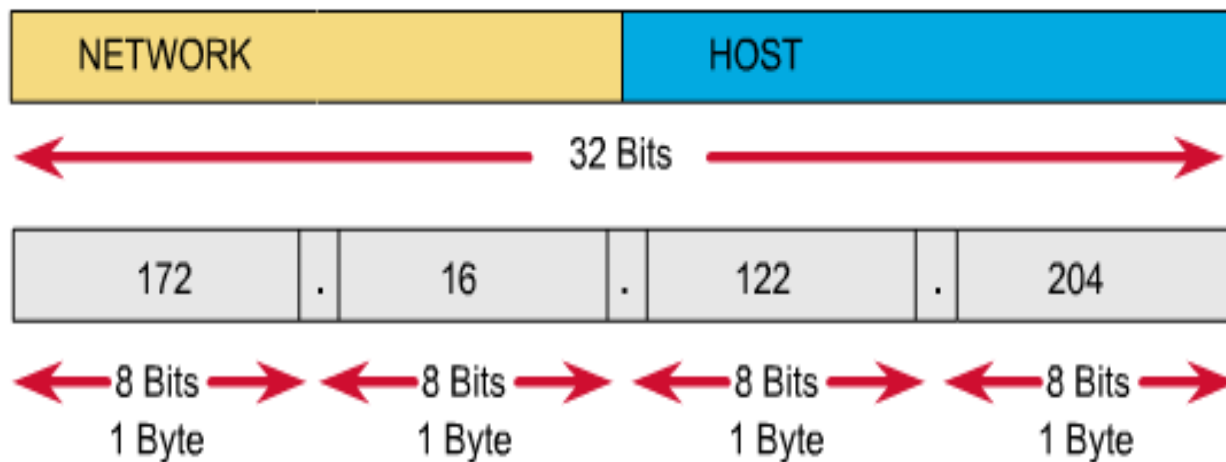 NETWORK HOST
32 Bits
172 . 16 . 122 . 204
8 Bits 8 Bits 8 Bits 8 Bits
1 Byte 1 Byte 1 Byte 1 Byte